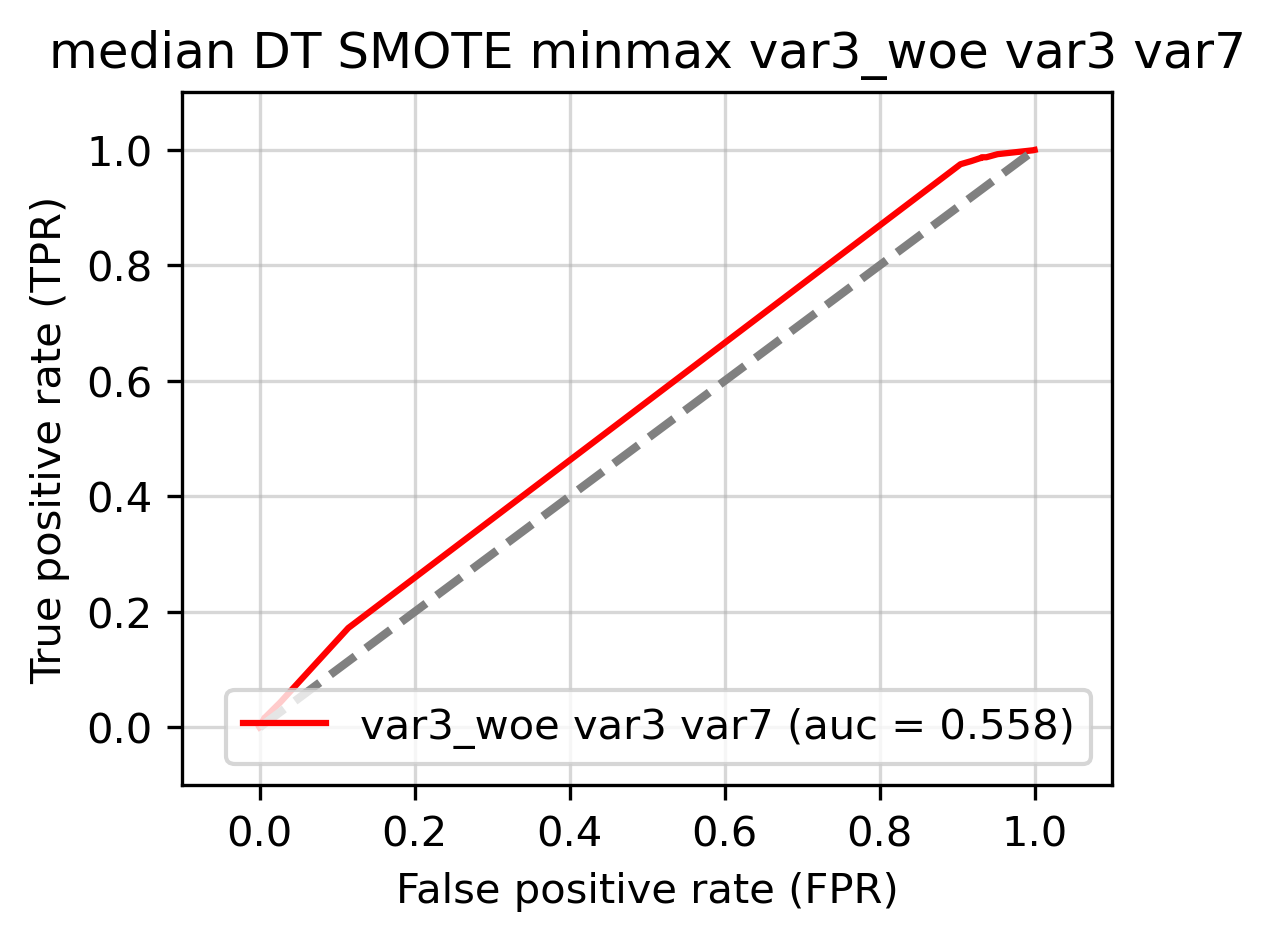 median DT SMOTE minmax var3_woe var3 var7
True positive rate (TPR)
1.0
0.8
0.6
0.4
0.2
0.0
var3_woe var3 var7 (auc = 0.558)
0.0 0.2 0.4 0.6 0.8 1.0
False positive rate (FPR)